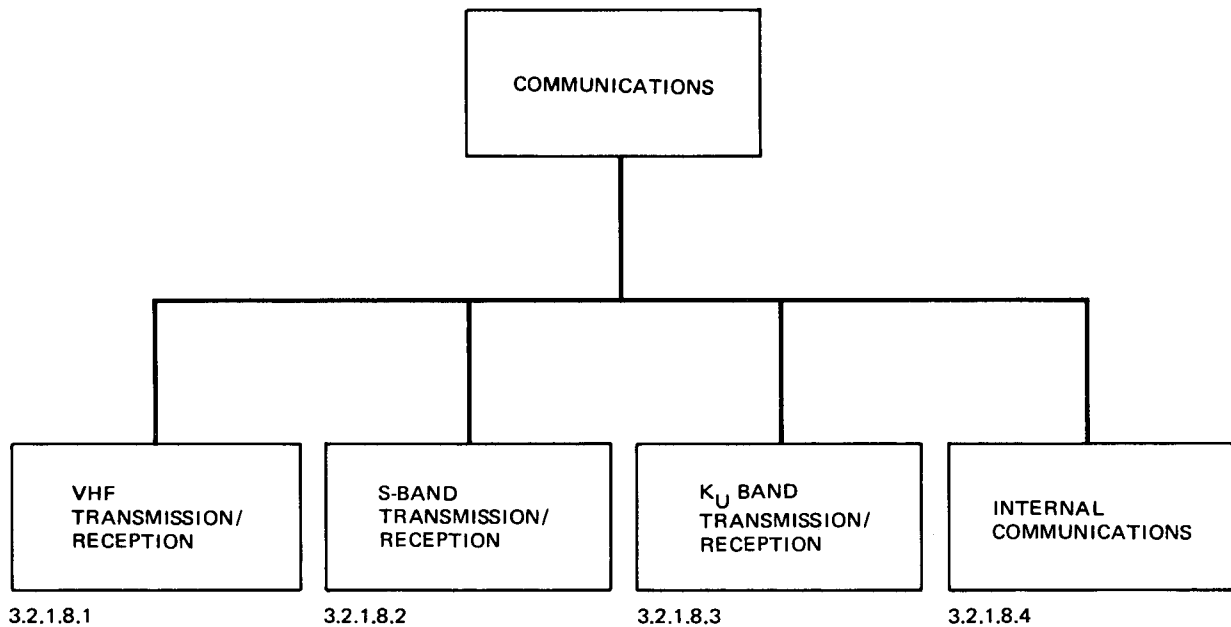 COMMUNICATIONS
VHF
TRANSMISSION/
RECEPTION
3.2.1.8.1
S-BAND
TRANSMISSION/
RECEPTION
3.2.1.8.2
KU BAND
TRANSMISSION/
RECEPTION
3.2.1.8.3
INTERNAL
COMMUNICATIONS
3.2.1.8.4